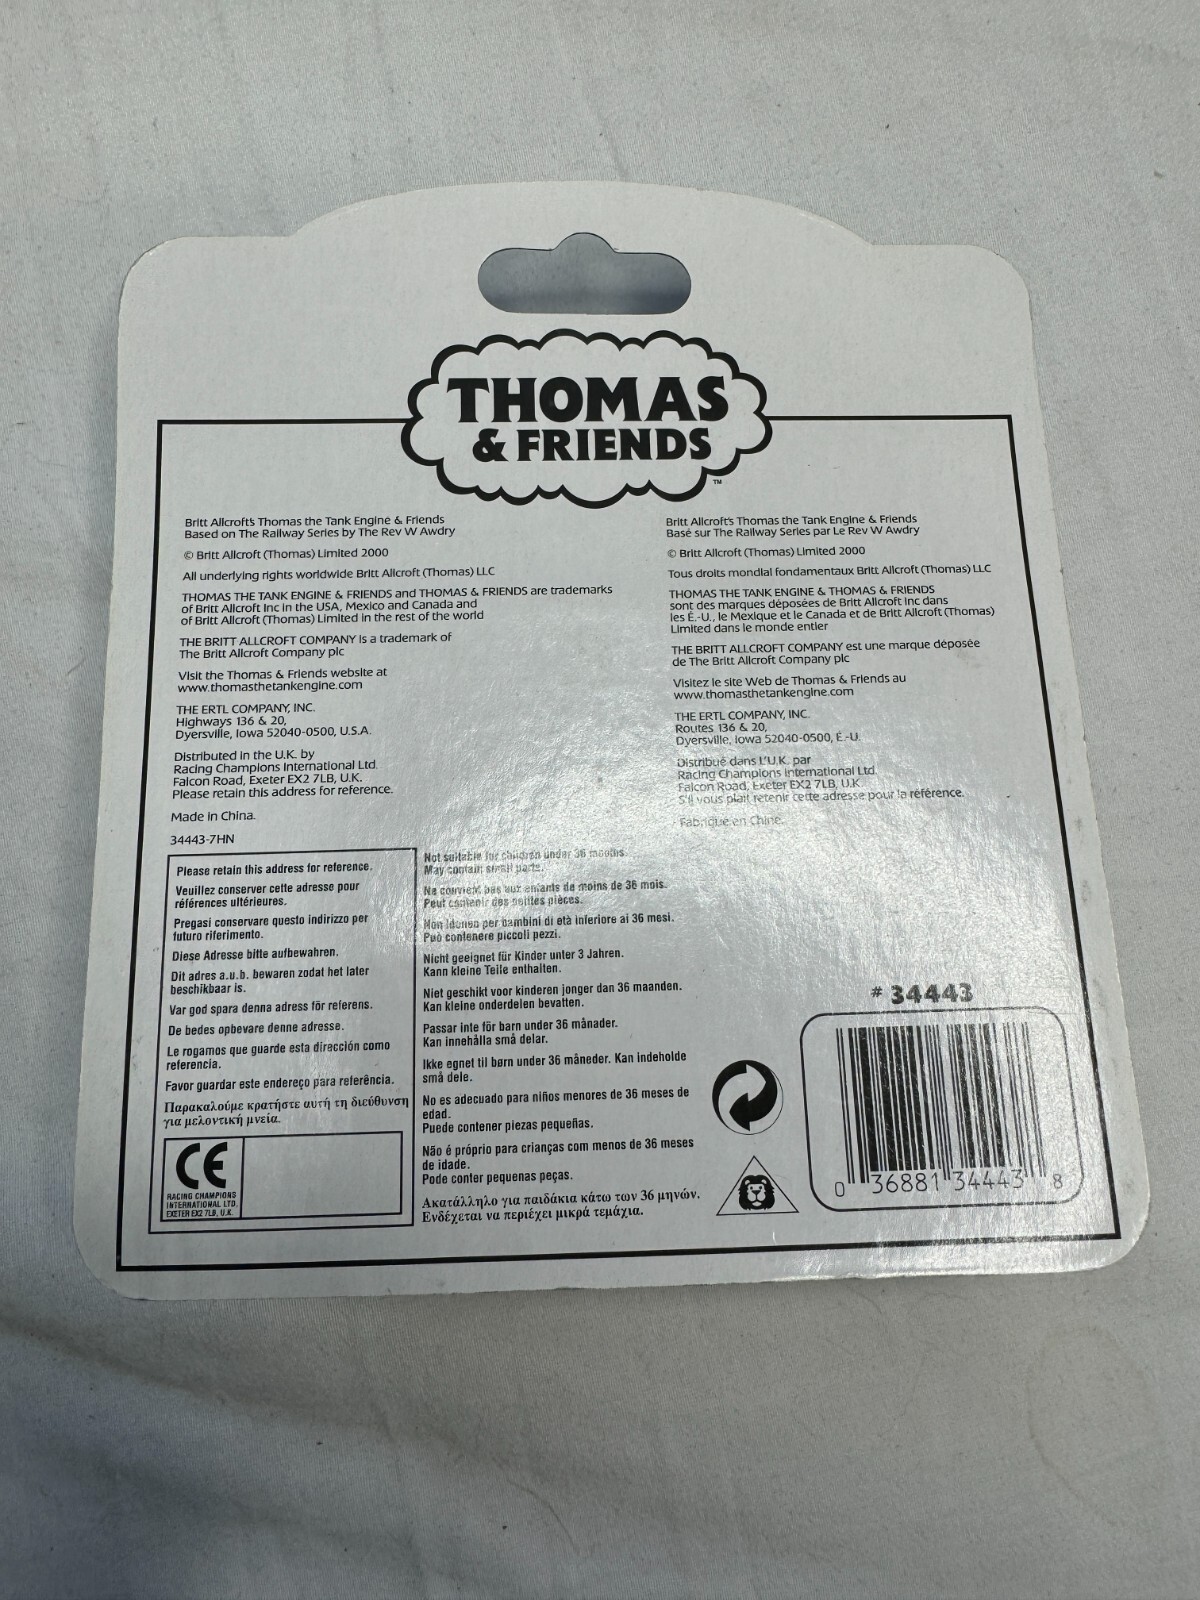 THOMAS
& FRIENDS
TM
Britt Allcroft's Thomas the Tank Engine & Friends
Based on The Railway Series by The Rev W Awdry
© Britt Allcroft (Thomas) Limited 2000
All underlying rights worldwide Britt Allcroft (Thomas) LLC
THOMAS THE TANK ENGINE & FRIENDS and THOMAS & FRIENDS are trademarks
of Britt Allcroft Inc in the USA, Mexico and Canada and
of Britt Allcroft (Thomas) Limited in the rest of the world
THE BRITT ALLCROFT COMPANY is a trademark of
The Britt Allcroft Company plc
Visit the Thomas & Friends website at
www.thomasthetankengine.com
THE ERTL COMPANY, INC.
Highways 136 & 20,
Dyersville, Iowa 52040-0500, U.S.A.
Distributed in the U.K. by
Racing Champions International Ltd.
Falcon Road, Exeter EX2 7LB, U.K.
Please retain this address for reference.
Made in China.
34443-7HN
Britt Allcroft's Thomas the Tank Engine & Friends
Basé sur The Railway Series par Le Rev W Awdry
© Britt Allcroft (Thomas) Limited 2000
Tous droits mondial fondamentaux Britt Allcroft (Thomas) LLC
THOMAS THE TANK ENGINE & THOMAS & FRIENDS
sont des marques déposées de Britt Allcroft Inc dans
les É.-U., le Mexique et le Canada et de Britt Allcroft (Thomas)
Limited dans le monde entier
THE BRITT ALLCROFT COMPANY est une marque déposée
de The Britt Allcroft Company plc
Visitez le site Web de Thomas & Friends au
www.thomasthetankengine.com
THE ERTL COMPANY, INC.
Routes 136 & 20,
Dyersville, Iowa 52040-0500, É.-U.
Distribué dans L'U.K. par
Racing Champions International Ltd.
Falcon Road, Exeter EX2 7LB, U.K.
S'il vous plaît retenir cette adresse pour la référence.
Fabriqué en Chine.
Please retain this address for reference.
Veuillez conserver cette adresse pour
références ultérieures.
Pregasi conservare questo indirizzo per
futuro riferimento.
Diese Adresse bitte aufbewahren.
Dit adres a.u.b. bewaren zodat het later
beschikbaar is.
Var god spara denna adress för referens.
De bedes opbevare denne adresse.
Le rogamos que guarde esta dirección como
referencia.
Favor guardar este endereço para referência.
Παρακαλούμε κρατήστε αυτή τη διεύθυνση
για μελοντική μνεία.
CE
RACING CHAMPIONS
INTERNATIONAL LTD.
EXETER EX2 7LB, U.K.
Not suitable for children under 36 months.
May contain small parts.
Ne convient pas aux enfants de moins de 36 mois.
Peut contenir des petites pièces.
Non idoneo per bambini di età inferiore ai 36 mesi.
Può contenere piccoli pezzi.
Nicht geeignet für Kinder unter 3 Jahren.
Kann kleine Teile enthalten.
Niet geschikt voor kinderen jonger dan 36 maanden.
Kan kleine onderdelen bevatten.
Passar inte för barn under 36 månader.
Kan innehålla små delar.
Ikke egnet til børn under 36 måneder. Kan indeholde
små dele.
No es adecuado para niños menores de 36 meses de
edad.
Puede contener piezas pequeñas.
Não é próprio para crianças com menos de 36 meses
de idade.
Pode conter pequenas peças.
Ακατάλληλο για παιδάκια κάτω των 36 μηνών.
Ενδέχεται να περιέχει μικρά τεμάχια.
# 34443
0 36881 34443 8